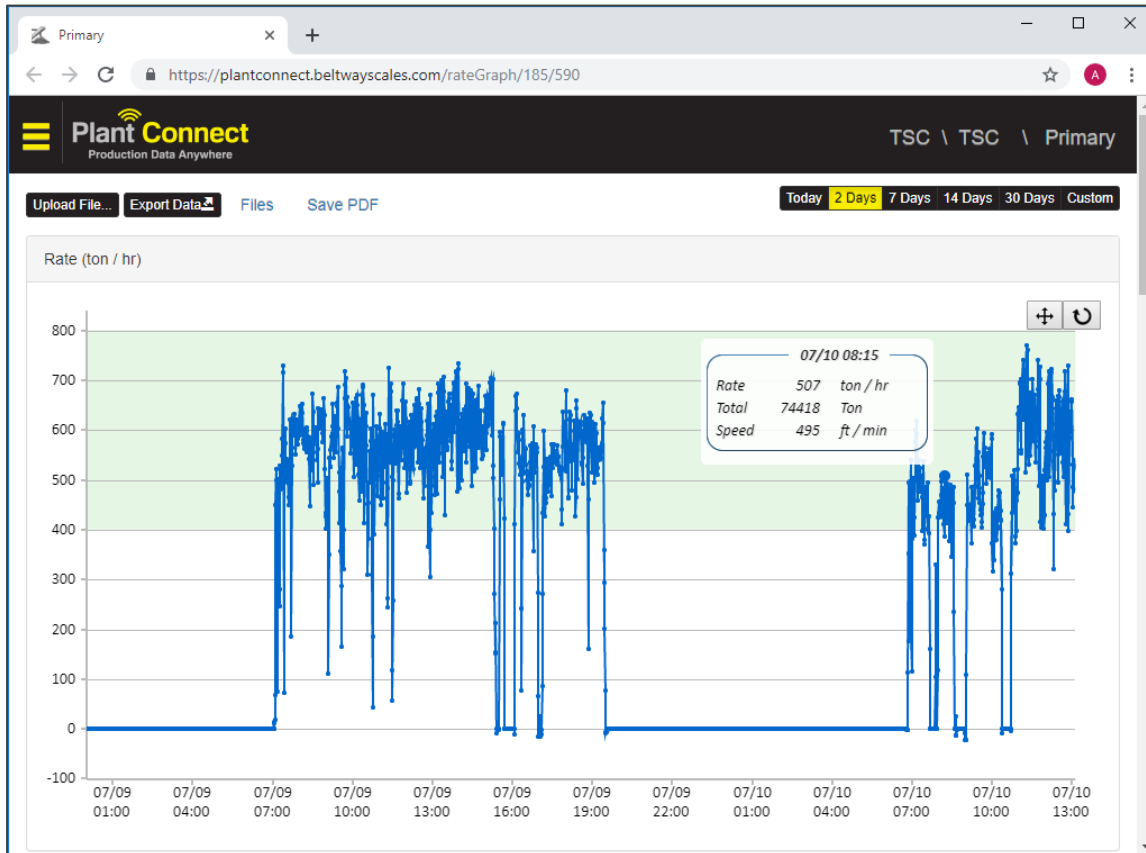 Primary
https://plantconnect.beltwayscales.com/rateGraph/185/590
A
Plant Connect
Production Data Anywhere
TSC \ TSC \ Primary
Upload File... Export Data Files Save PDF
Today 2 Days 7 Days 14 Days 30 Days Custom
Rate (ton / hr)
800
700
600
500
400
300
200
100
0
-100
07/10 08:15
Rate 507 ton / hr
Total 74418 Ton
Speed 495 ft / min
07/09 07/09 07/09 07/09 07/09 07/09 07/09 07/09 07/10 07/10 07/10 07/10 07/10
01:00 04:00 07:00 10:00 13:00 16:00 19:00 22:00 01:00 04:00 07:00 10:00 13:00